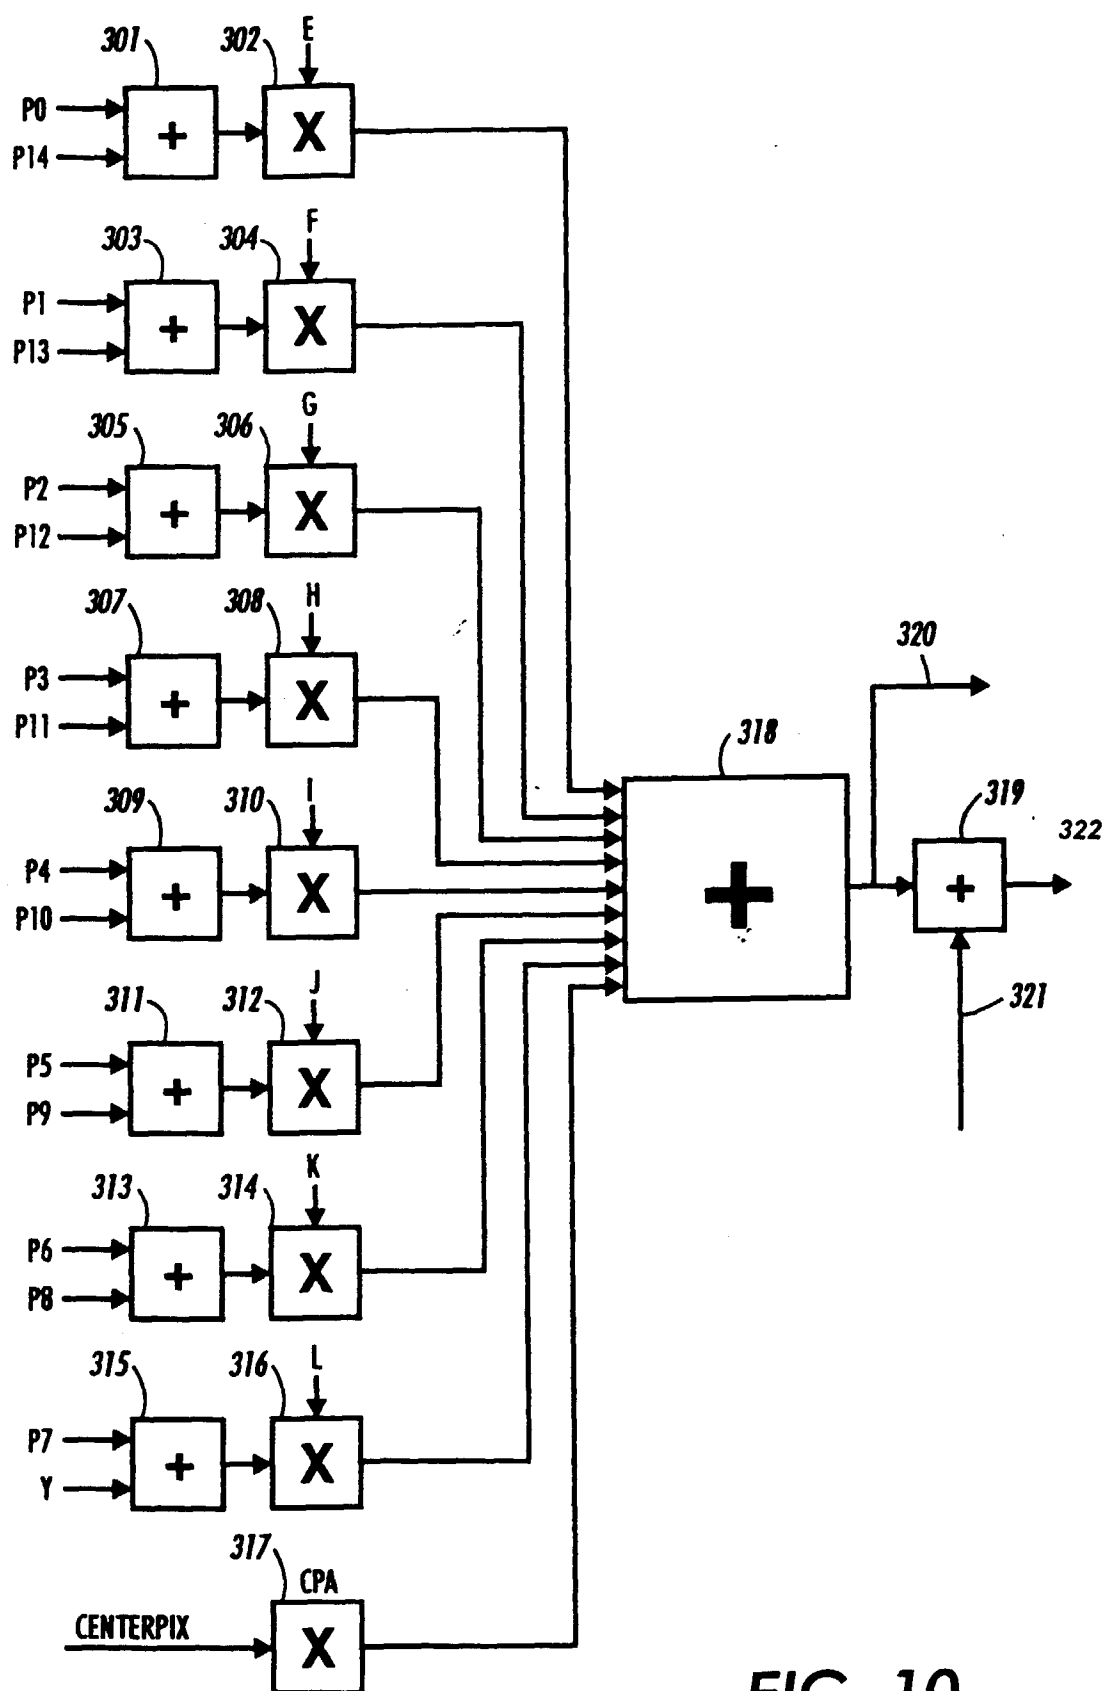 301 302 E
P0
P14
+ X
303 304 F
P1
P13
+ X
305 306 G
P2
P12
+ X
307 308 H
P3
P11
+ X
309 310 I
P4
P10
+ X
311 312 J
P5
P9
+ X
313 314 K
P6
P8
+ X
315 316 L
P7
Y
+ X
317 CPA
CENTERPIX
X
318
+
320
319
322
+
321
FIG. 10